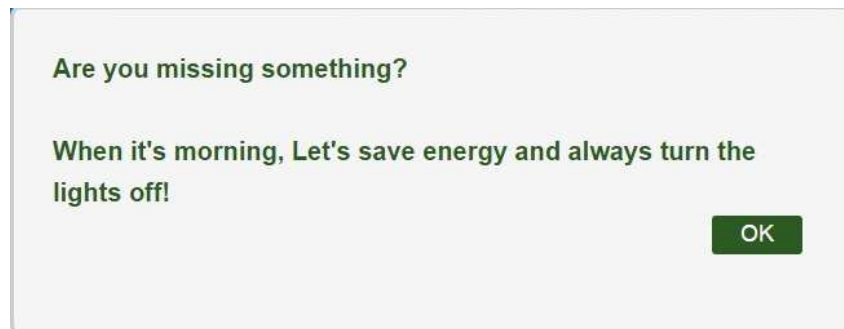 Are you missing something?
When it's morning, Let's save energy and always turn the
lights off!
OK